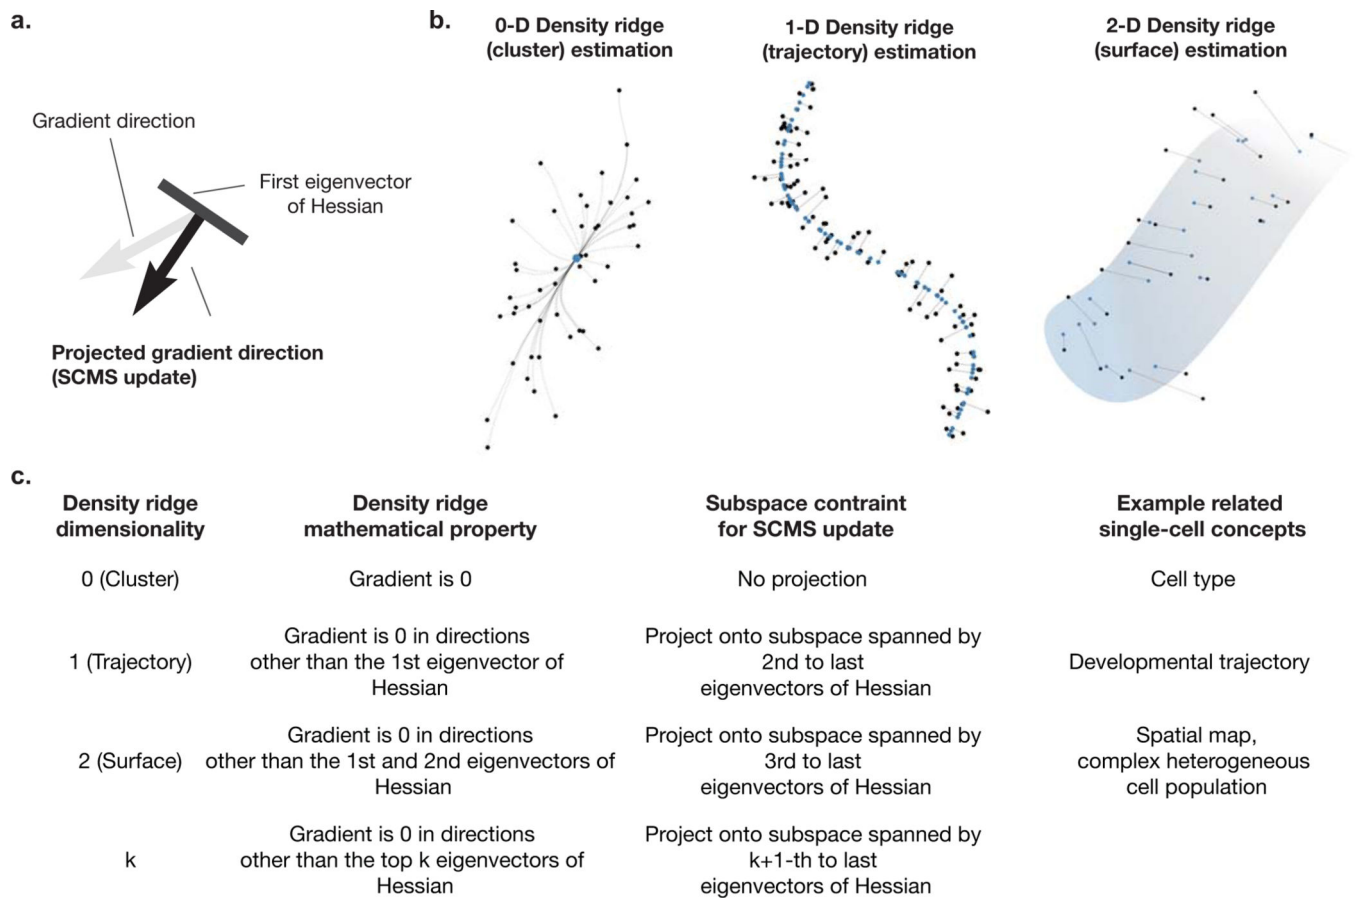 a.
Gradient direction
First eigenvector
of Hessian
Projected gradient direction
(SCMS update)
b.
0-D Density ridge
(cluster) estimation
1-D Density ridge
(trajectory) estimation
2-D Density ridge
(surface) estimation
c.
Density ridge
dimensionality
Density ridge
mathematical property
Subspace contraint
for SCMS update
Example related
single-cell concepts
0 (Cluster)
Gradient is 0
No projection
Cell type
1 (Trajectory)
Gradient is 0 in directions
other than the 1st eigenvector of
Hessian
Project onto subspace spanned by
2nd to last
eigenvectors of Hessian
Developmental trajectory
2 (Surface)
Gradient is 0 in directions
other than the 1st and 2nd eigenvectors of
Hessian
Project onto subspace spanned by
3rd to last
eigenvectors of Hessian
Spatial map,
complex heterogeneous
cell population
k
Gradient is 0 in directions
other than the top k eigenvectors of
Hessian
Project onto subspace spanned by
k+1-th to last
eigenvectors of Hessian